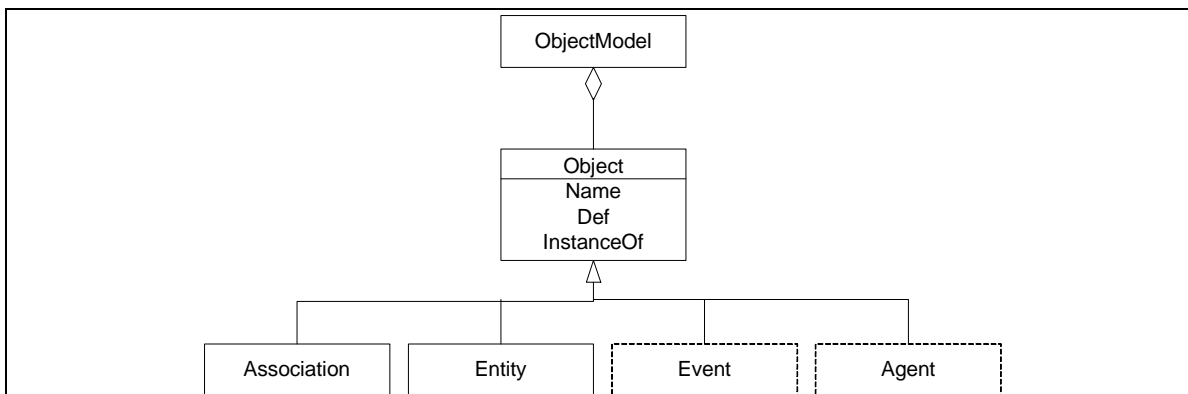 ObjectModel
Object
Name
Def
InstanceOf
Association
Entity
Event
Agent